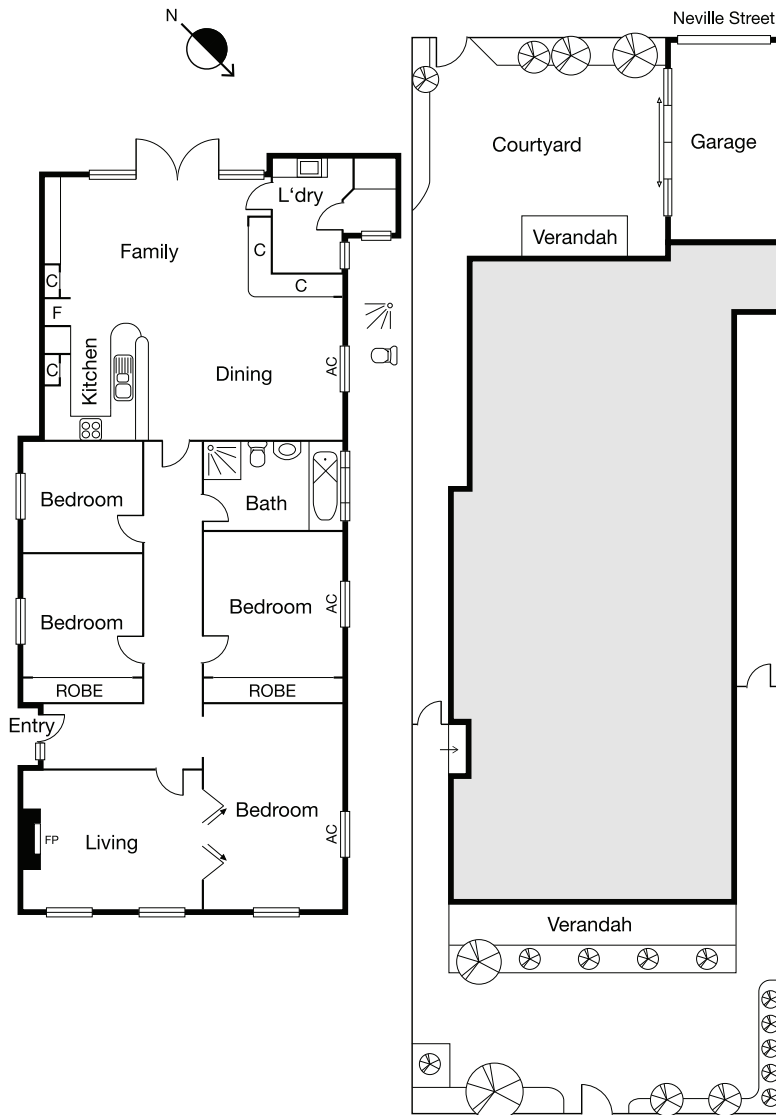 N
Neville Street
Courtyard
Garage
Verandah
L'dry
Family
C
C
C
F
Kitchen
C
Dining
AC
Bedroom
Bath
Bedroom
Bedroom
AC
ROBE
ROBE
Entry
Bedroom
Living
FP
AC
Verandah